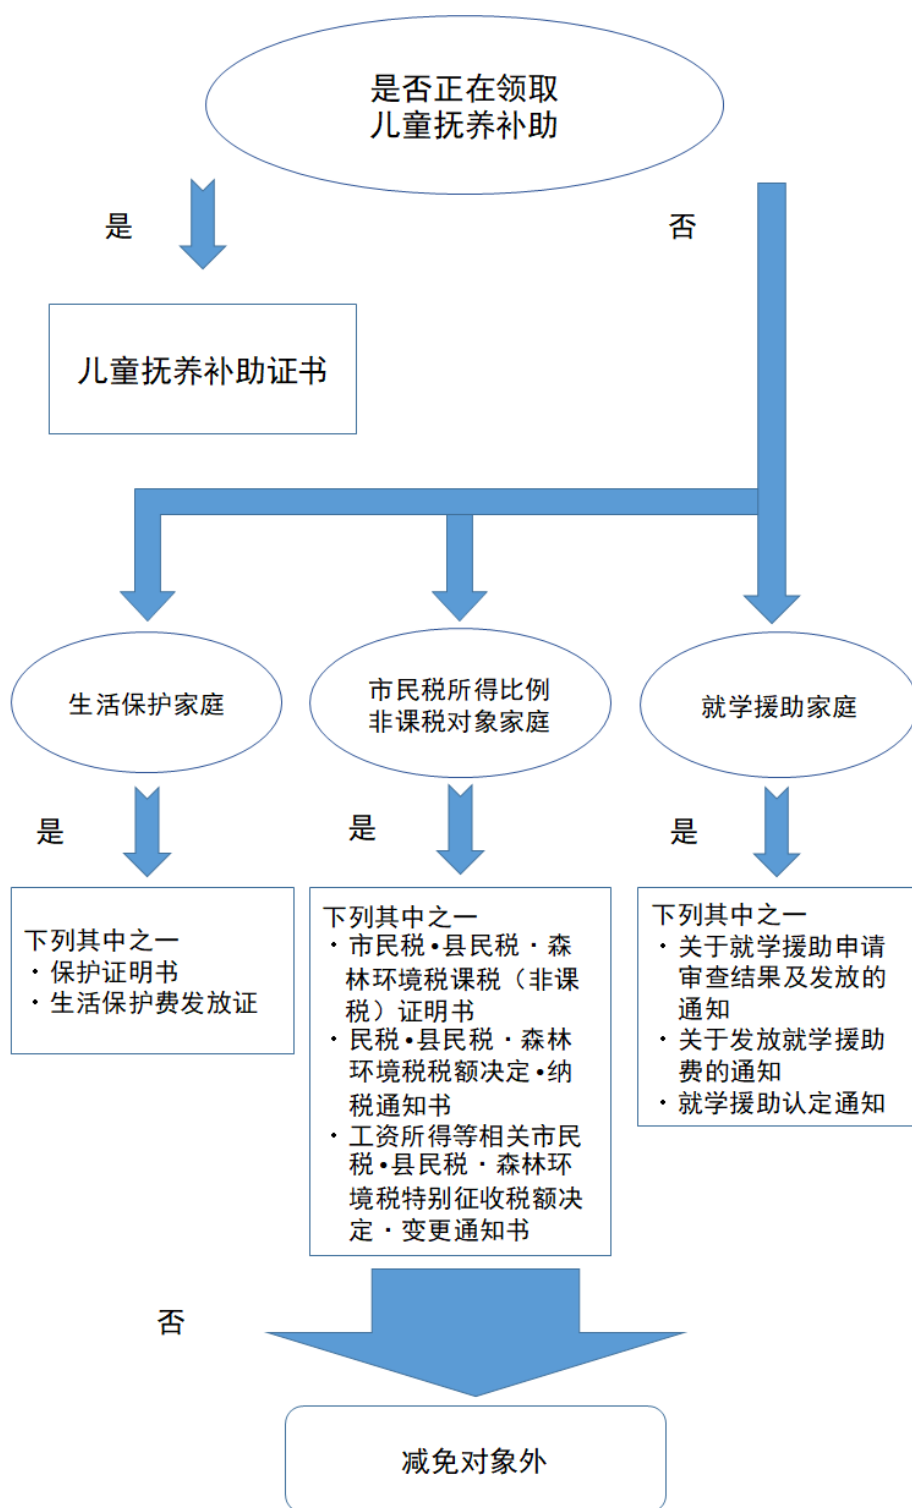 是否正在领取
儿童抚养补助
是
否
儿童抚养补助证书
生活保护家庭
市民税所得比例
非课税对象家庭
就学援助家庭
是
是
是
下列其中之一
・保护证明书
・生活保护费发放证
下列其中之一
・市民税•县民税・森
林环境税课税（非课
税）证明书
・民税•县民税・森林
环境税税额决定•纳
税通知书
・工资所得等相关市民
税•县民税・森林环
境税特别征收税额决
定・变更通知书
下列其中之一
・关于就学援助申请
审查结果及发放的
通知
・关于发放就学援助
费的通知
・就学援助认定通知
否
减免对象外